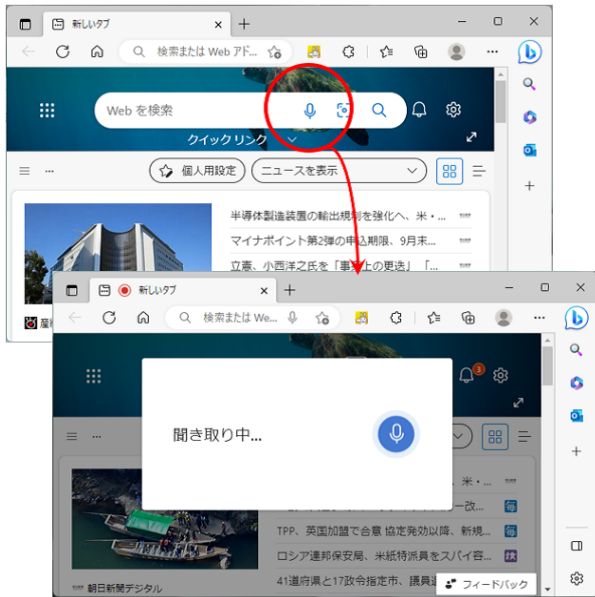 新しいタブ
検索または Web アド...
Web を検索
クイックリンク
個人用設定
ニュースを表示
半導体製造装置の輸出規制を強化へ、米・...
マイナポイント第2弾の申込期限、9月末...
立憲、小西洋之氏を「事
上の更迭」「...
産
新しいタブ
検索または We...
3
聞き取り中...
、米・...
ー改...
TPP、英国加盟で合意 協定発効以降、新規...
毎
ロシア連邦保安局、米紙特派員をスパイ容...
朝日新聞デジタル
41道府県と17政令指定市、議員
フィードバック